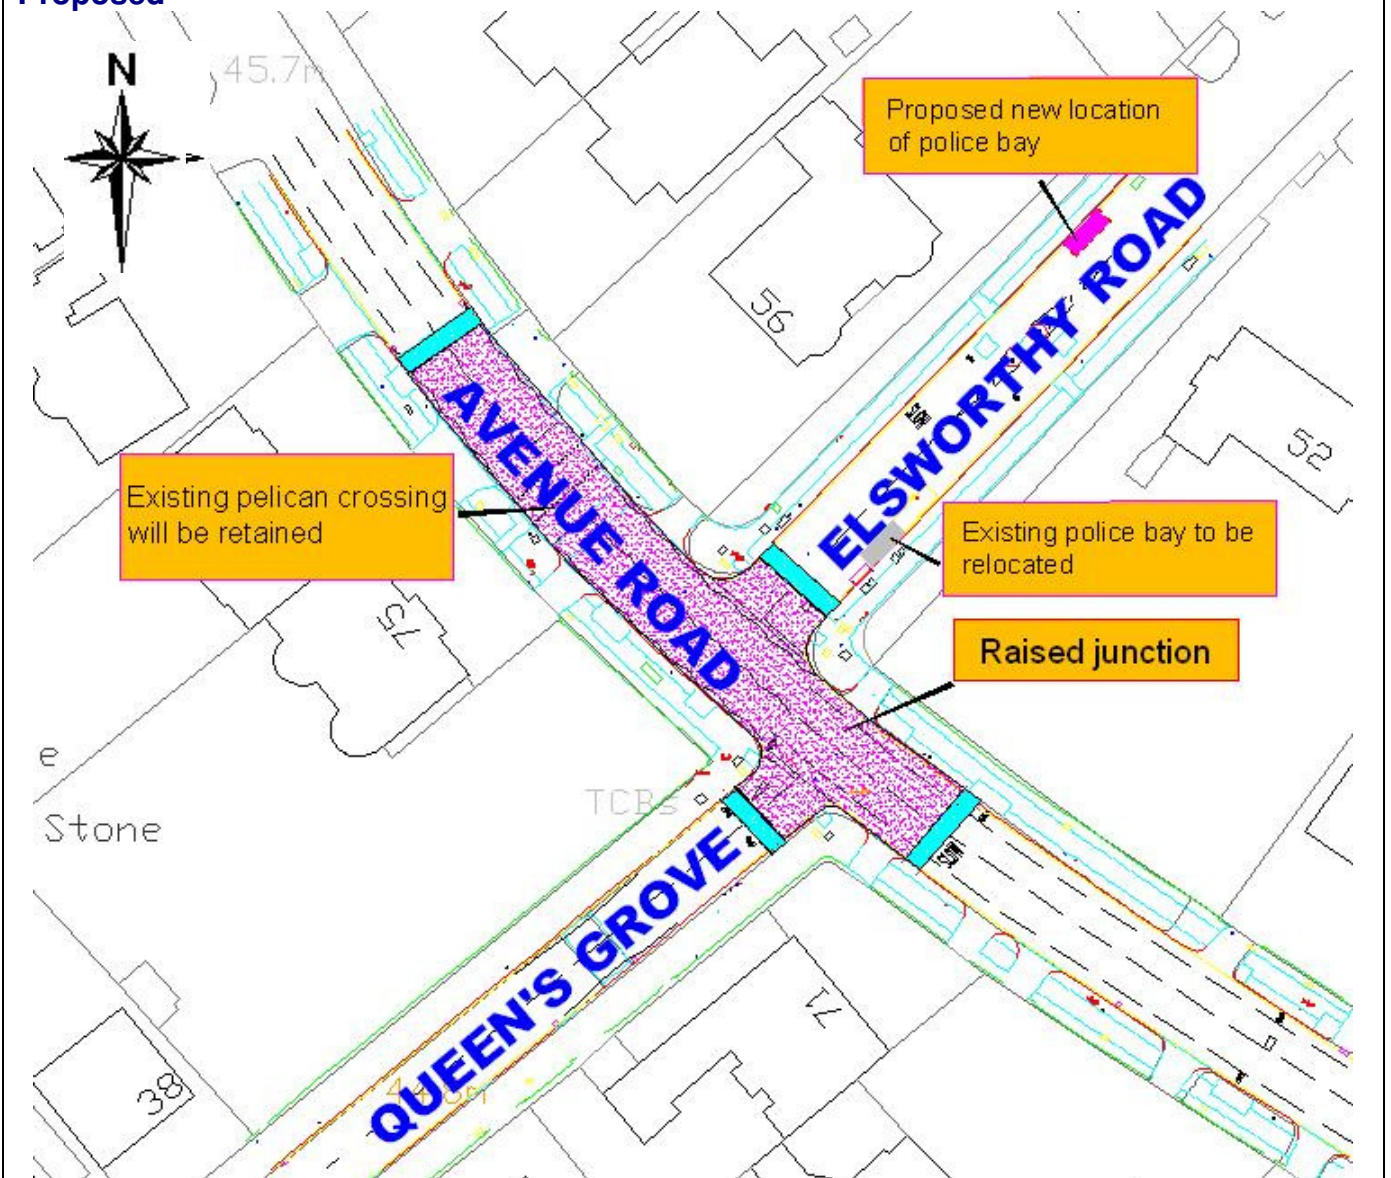 Proposed
N
45.7m
Proposed new location
of police bay
ELSWORTHY ROAD
56
52
AVENUE ROAD
Existing pelican crossing
will be retained
Existing police bay to be
relocated
Raised junction
75
e
Stone
TCBs
QUEEN'S GROVE
71
38